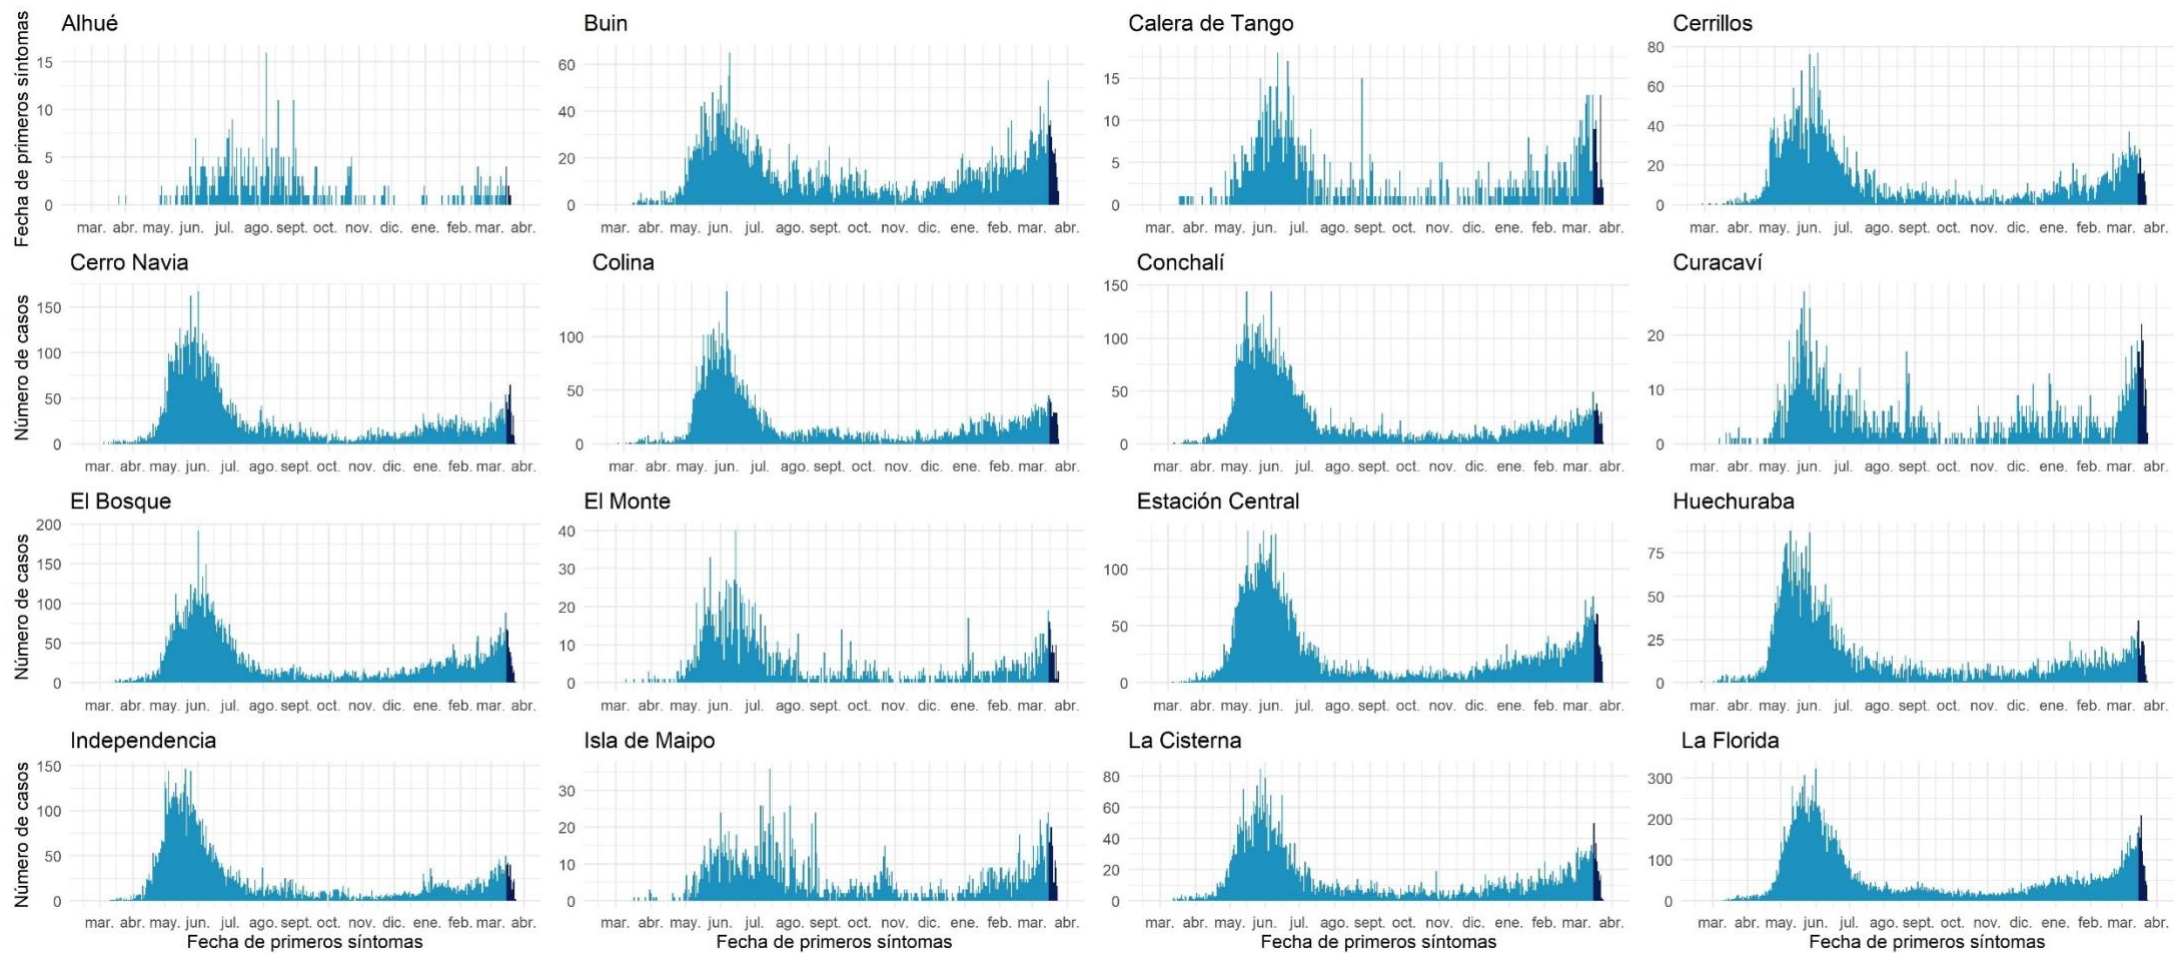 Alhué
Fecha de primeros síntomas
15
10
5
0
mar. abr. may. jun. jul. ago. sept. oct. nov. dic. ene. feb. mar. abr.
Buin
60
40
20
0
mar. abr. may. jun. jul. ago. sept. oct. nov. dic. ene. feb. mar. abr.
Calera de Tango
15
10
5
0
mar. abr. may. jun. jul. ago. sept. oct. nov. dic. ene. feb. mar. abr.
Cerrillos
80
60
40
20
0
mar. abr. may. jun. jul. ago. sept. oct. nov. dic. ene. feb. mar. abr.
Cerro Navia
Número de casos
150
100
50
0
mar. abr. may. jun. jul. ago. sept. oct. nov. dic. ene. feb. mar. abr.
Colina
100
50
0
mar. abr. may. jun. jul. ago. sept. oct. nov. dic. ene. feb. mar. abr.
Conchalí
150
100
50
0
mar. abr. may. jun. jul. ago. sept. oct. nov. dic. ene. feb. mar. abr.
Curacaví
20
10
0
mar. abr. may. jun. jul. ago. sept. oct. nov. dic. ene. feb. mar. abr.
El Bosque
Número de casos
200
150
100
50
0
mar. abr. may. jun. jul. ago. sept. oct. nov. dic. ene. feb. mar. abr.
El Monte
40
30
20
10
0
mar. abr. may. jun. jul. ago. sept. oct. nov. dic. ene. feb. mar. abr.
Estación Central
100
50
0
mar. abr. may. jun. jul. ago. sept. oct. nov. dic. ene. feb. mar. abr.
Huechuraba
75
50
25
0
mar. abr. may. jun. jul. ago. sept. oct. nov. dic. ene. feb. mar. abr.
Independencia
Número de casos
150
100
50
0
mar. abr. may. jun. jul. ago. sept. oct. nov. dic. ene. feb. mar. abr.
Fecha de primeros síntomas
Isla de Maipo
30
20
10
0
mar. abr. may. jun. jul. ago. sept. oct. nov. dic. ene. feb. mar. abr.
Fecha de primeros síntomas
La Cisterna
80
60
40
20
0
mar. abr. may. jun. jul. ago. sept. oct. nov. dic. ene. feb. mar. abr.
Fecha de primeros síntomas
La Florida
300
200
100
0
mar. abr. may. jun. jul. ago. sept. oct. nov. dic. ene. feb. mar. abr.
Fecha de primeros síntomas